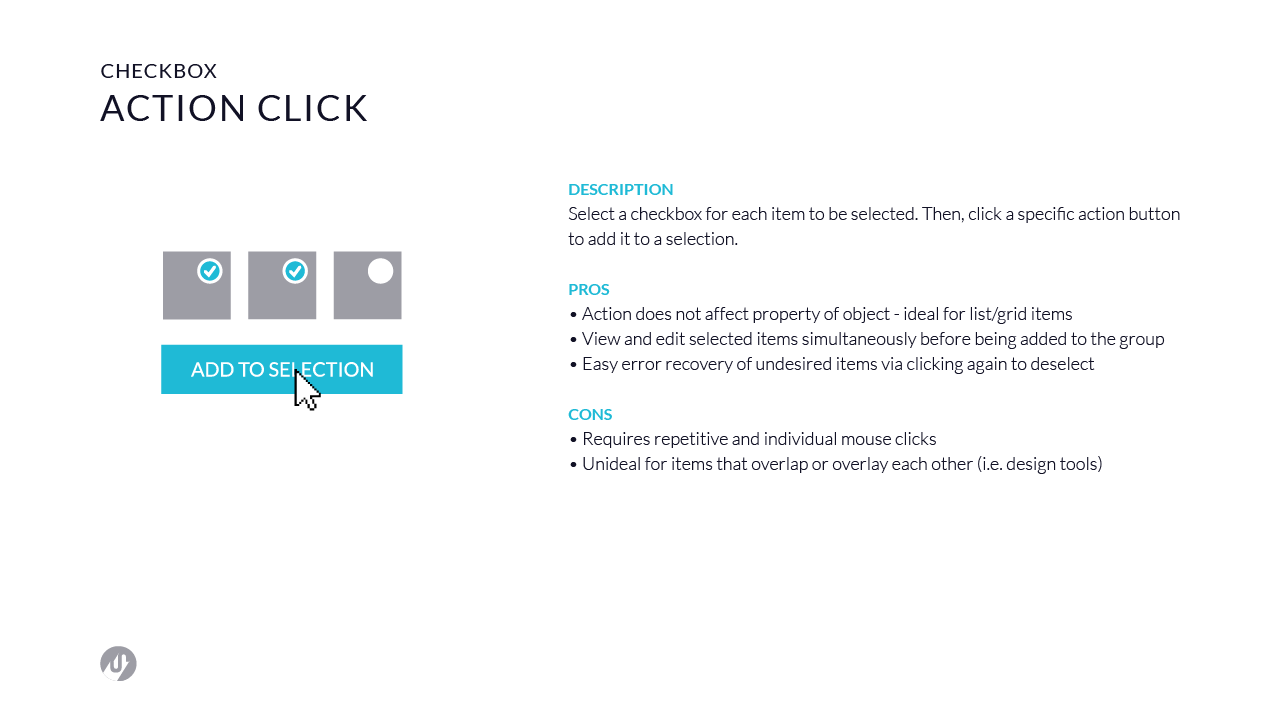 CHECKBOX
ACTION CLICK
ADD TO SELECTION
DESCRIPTION
Select a checkbox for each item to be selected. Then, click a specific action button
to add it to a selection.
PROS
• Action does not affect property of object - ideal for list/grid items
• View and edit selected items simultaneously before being added to the group
• Easy error recovery of undesired items via clicking again to deselect
CONS
• Requires repetitive and individual mouse clicks
• Unideal for items that overlap or overlay each other (i.e. design tools)